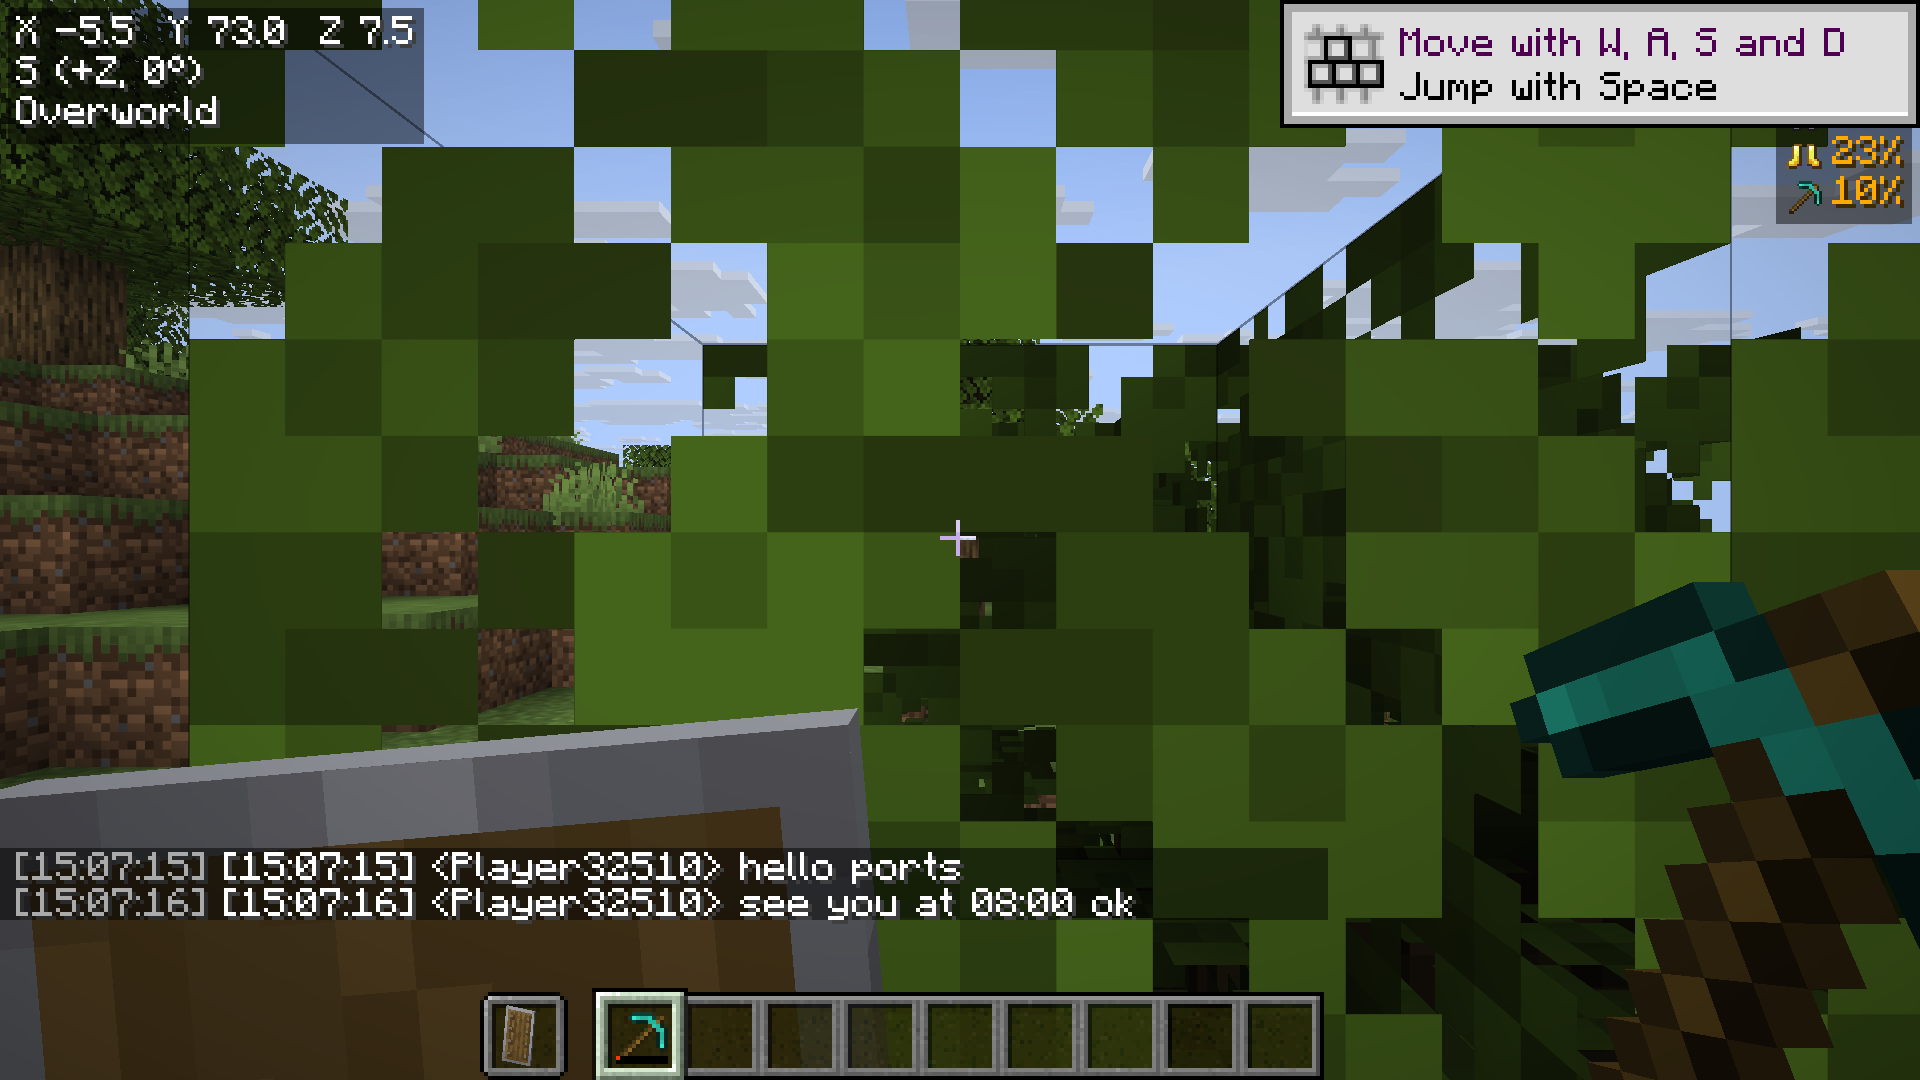 X -5.5 Y 73.0 Z 7.5
S (+Z, 0°)
Overworld
Move with W, A, S and D
Jump with Space
23%
10%
[15:07:15] [15:07:15] <Player32510> hello ports
[15:07:16] [15:07:16] <Player32510> see you at 08:00 ok